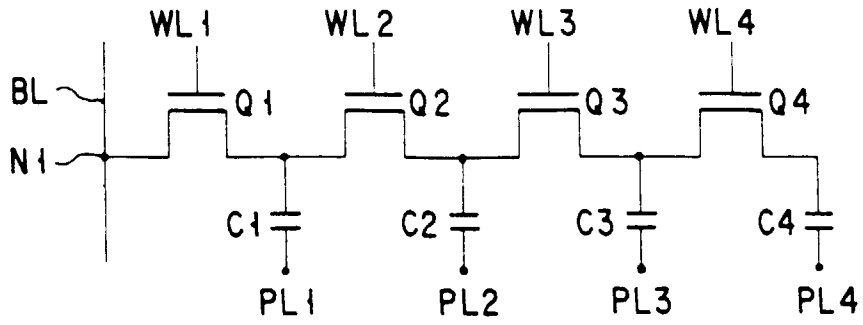 WL1 WL2 WL3 WL4
BL Q1 Q2 Q3 Q4
N1
C1 C2 C3 C4
PL1 PL2 PL3 PL4